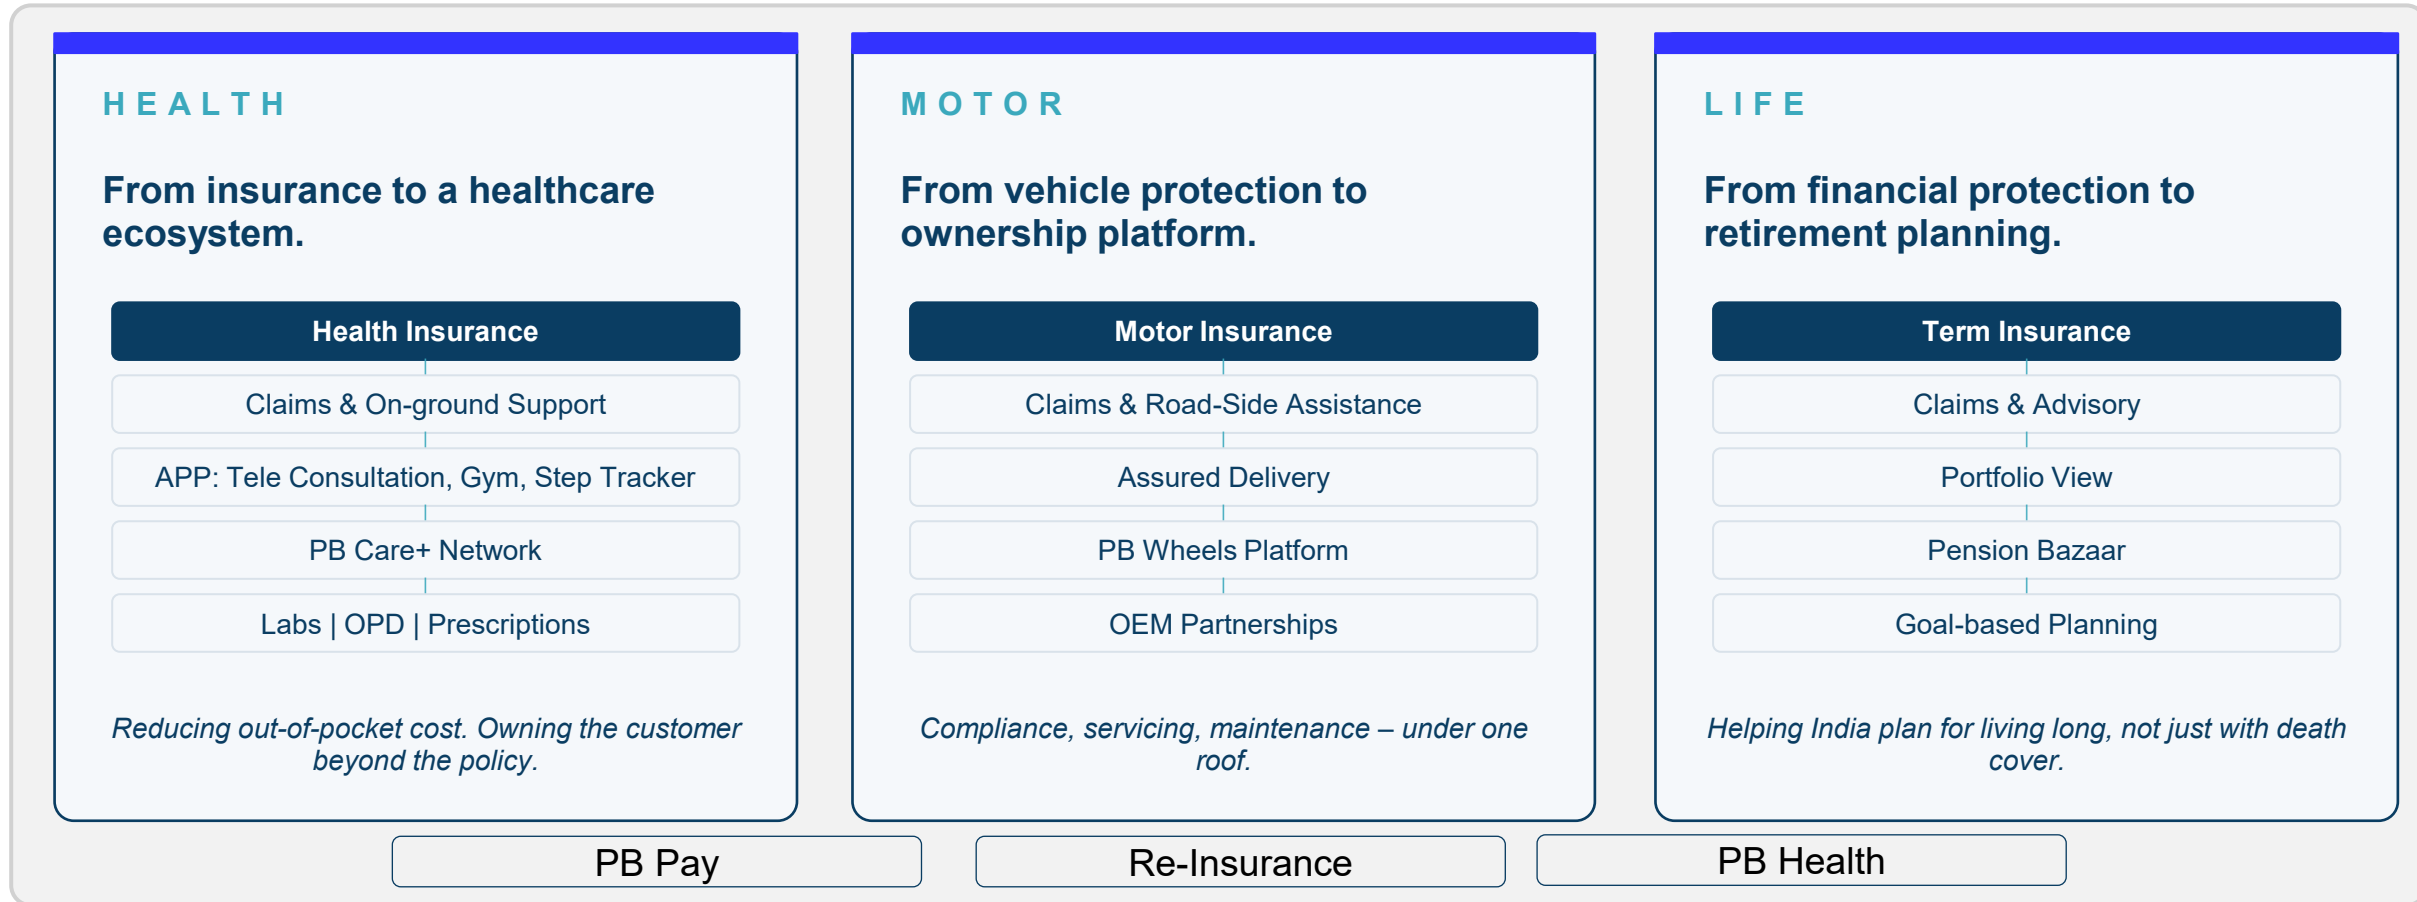 HEALTH
From insurance to a healthcare
ecosystem.
Health Insurance
Claims & On-ground Support
APP: Tele Consultation, Gym, Step Tracker
PB Care+ Network
Labs | OPD | Prescriptions
Reducing out-of-pocket cost. Owning the customer
beyond the policy.
MOTOR
From vehicle protection to
ownership platform.
Motor Insurance
Claims & Road-Side Assistance
Assured Delivery
PB Wheels Platform
OEM Partnerships
Compliance, servicing, maintenance – under one
roof.
LIFE
From financial protection to
retirement planning.
Term Insurance
Claims & Advisory
Portfolio View
Pension Bazaar
Goal-based Planning
Helping India plan for living long, not just with death
cover.
PB Pay
Re-Insurance
PB Health